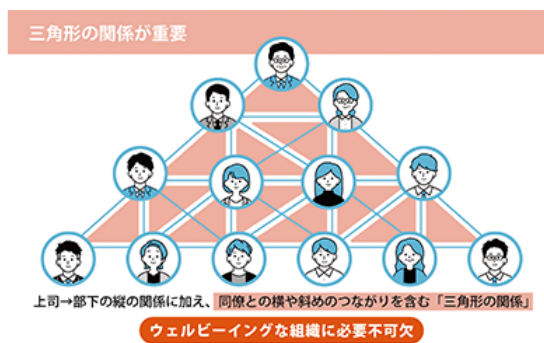 三角形の関係が重要
上司→部下の縦の関係に加え、同僚との横や斜めのつながりを含む「三角形の関係」
ウェルビーイングな組織に必要不可欠